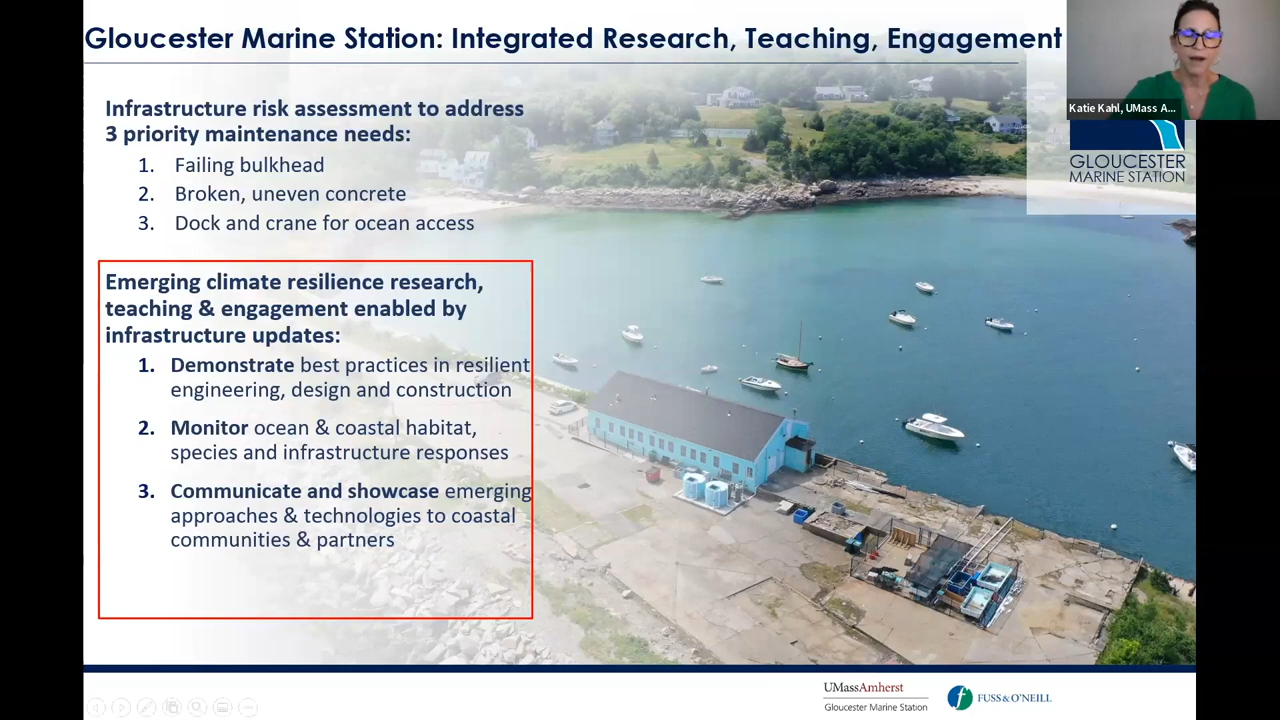 Gloucester Marine Station: Integrated Research, Teaching, Engagement
Katie Kahl, UMass A...
GLOUCESTER
MARINE STATION
Infrastructure risk assessment to address
3 priority maintenance needs:
1. Failing bulkhead
2. Broken, uneven concrete
3. Dock and crane for ocean access
Emerging climate resilience research,
teaching & engagement enabled by
infrastructure updates:
1. Demonstrate best practices in resilient
engineering, design and construction
2. Monitor ocean & coastal habitat,
species and infrastructure responses
3. Communicate and showcase emerging
approaches & technologies to coastal
communities & partners
UMassAmherst
Gloucester Marine Station
f FUSS & O'NEILL